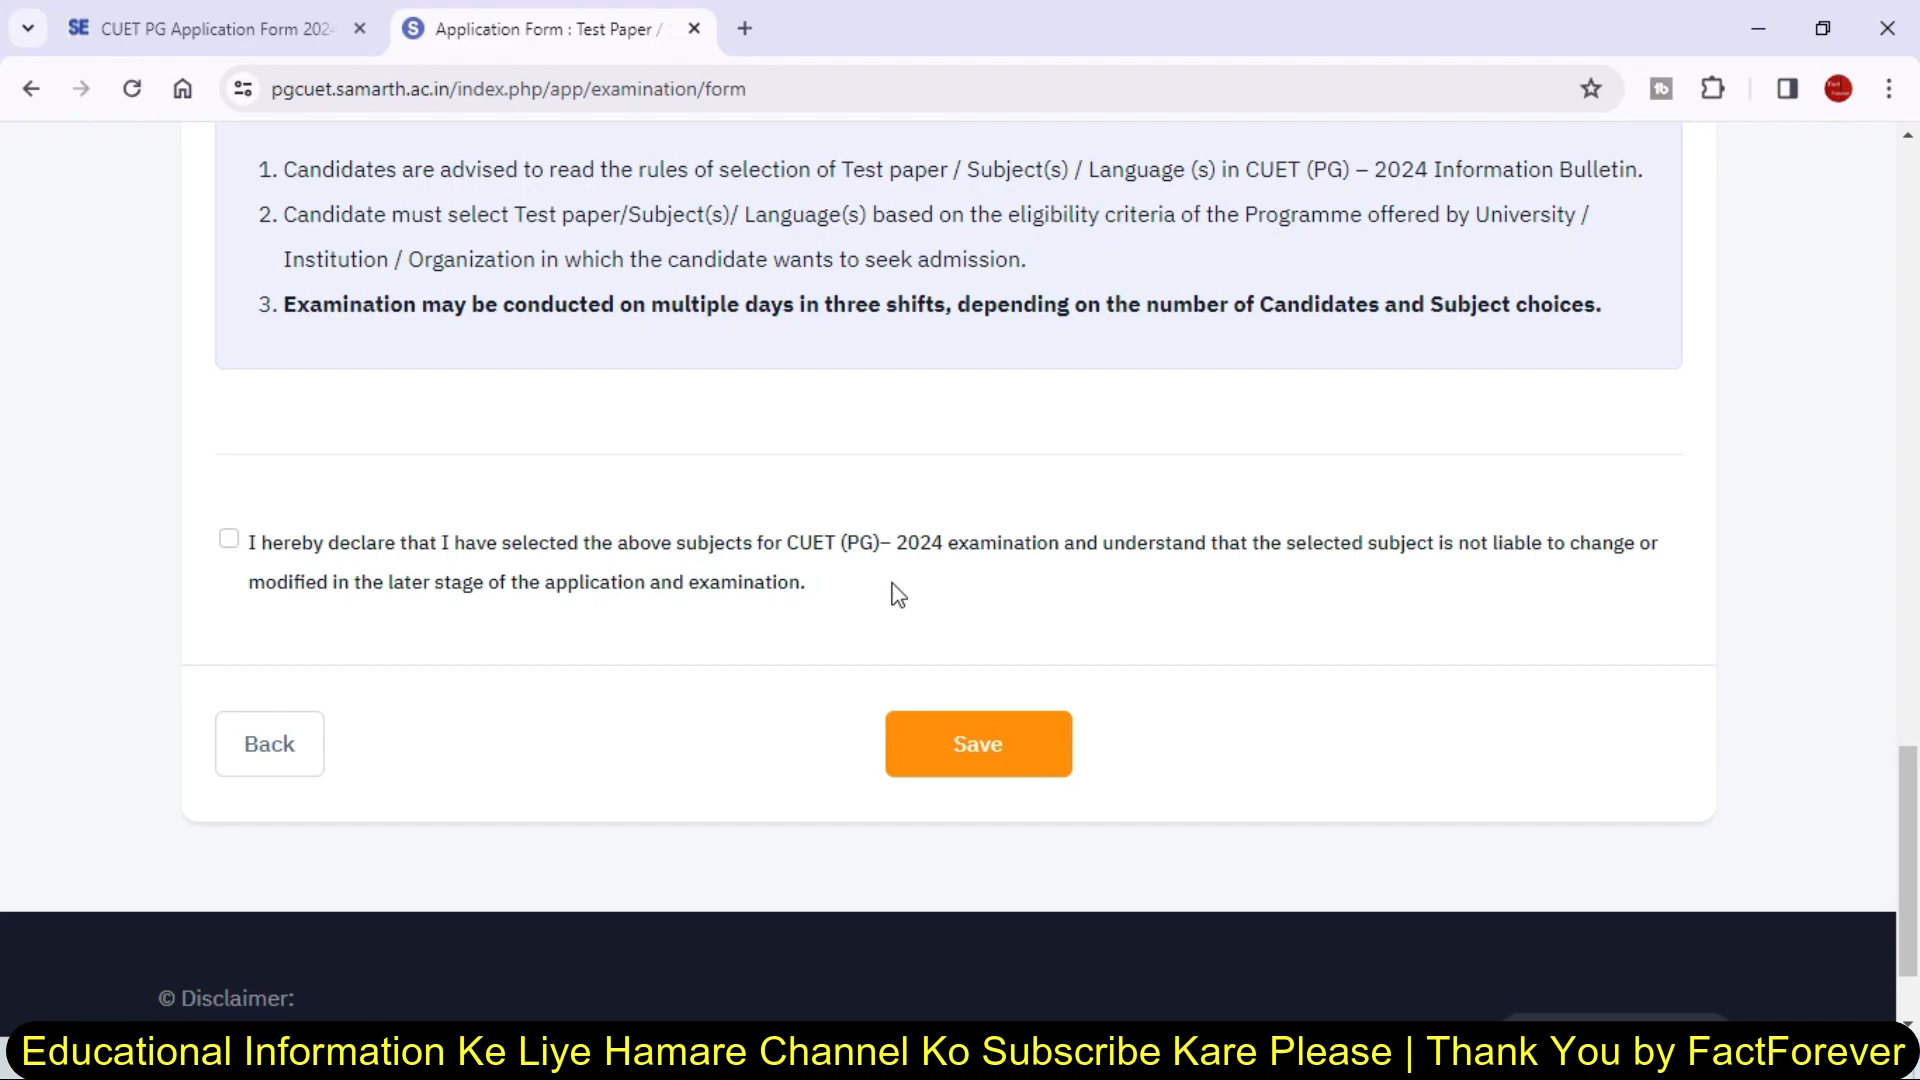 CUET PG Application Form 202
Application Form : Test Paper /
pgcuet.samarth.ac.in/index.php/app/examination/form
1. Candidates are advised to read the rules of selection of Test paper / Subject(s) / Language (s) in CUET (PG) – 2024 Information Bulletin.
2. Candidate must select Test paper/Subject(s)/ Language(s) based on the eligibility criteria of the Programme offered by University /
Institution / Organization in which the candidate wants to seek admission.
3. Examination may be conducted on multiple days in three shifts, depending on the number of Candidates and Subject choices.
I hereby declare that I have selected the above subjects for CUET (PG)– 2024 examination and understand that the selected subject is not liable to change or
modified in the later stage of the application and examination.
Back
Save
© Disclaimer:
Educational Information Ke Liye Hamare Channel Ko Subscribe Kare Please | Thank You by FactForever